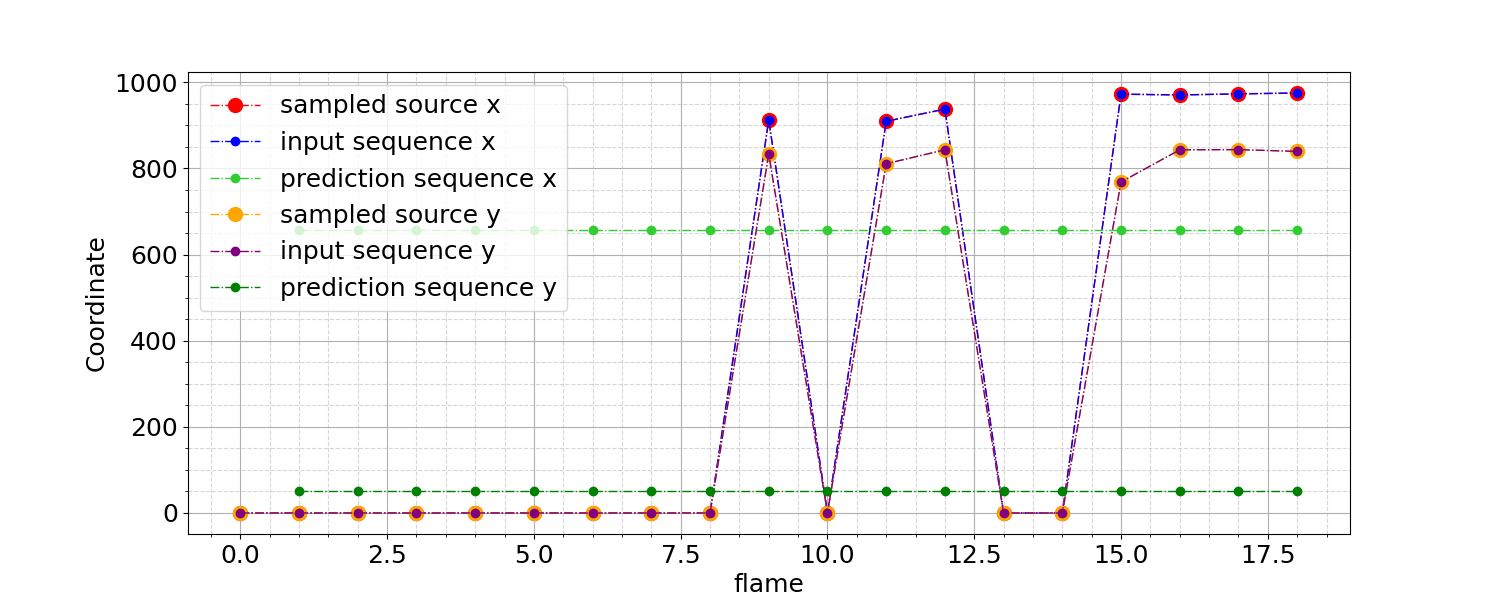 1000
800
600
400
200
0
Coordinate
sampled source x
input sequence x
prediction sequence x
sampled source y
input sequence y
prediction sequence y
0.0 2.5 5.0 7.5 10.0 12.5 15.0 17.5
flame